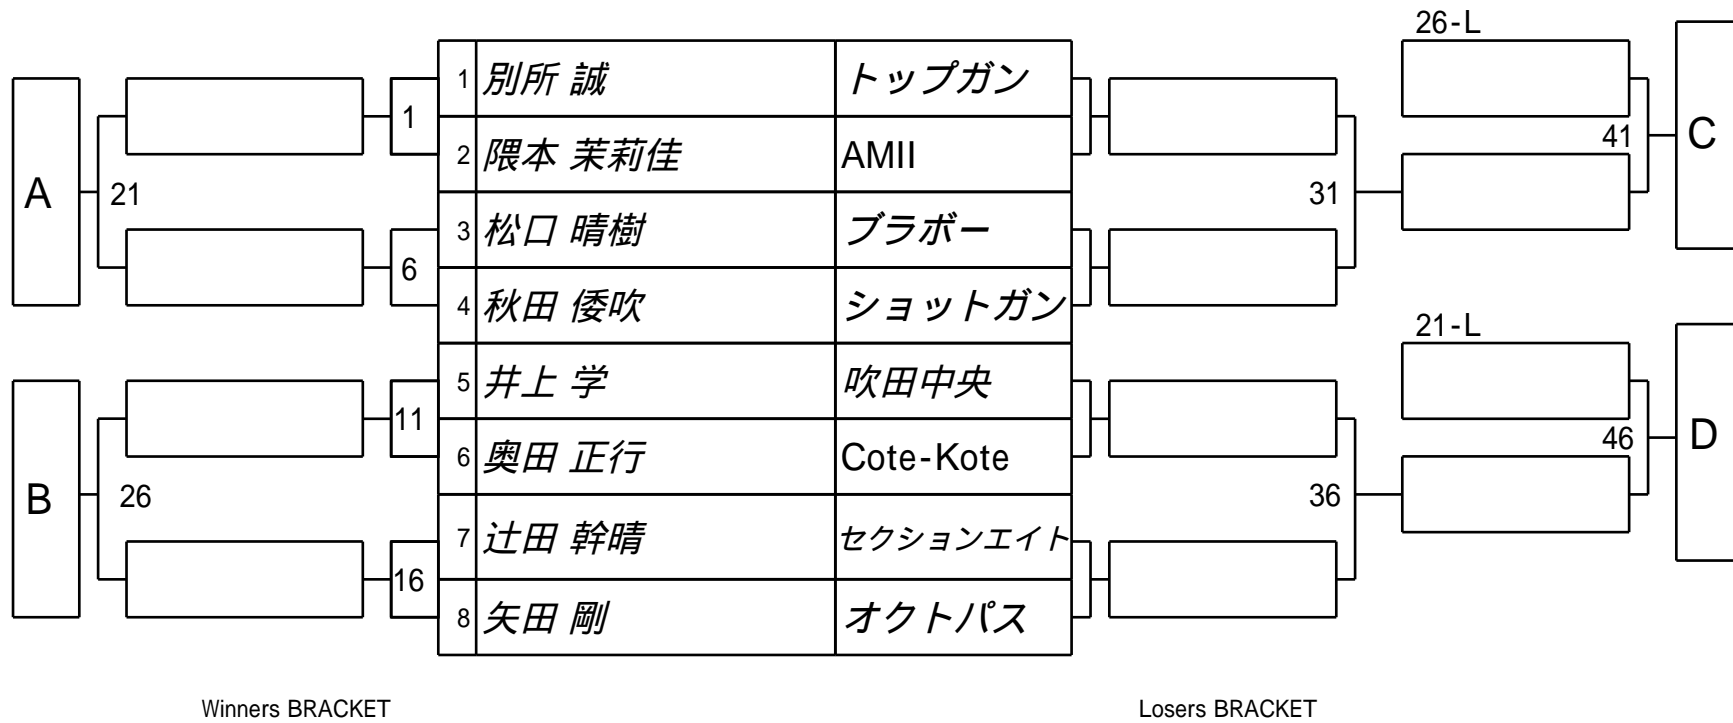 26-L
1 別所 誠 トップガン
1
2 隈本 茉莉佳 AMII
41
C
A
21
31
3 松口 晴樹 ブラボー
6
4 秋田 倭吹 ショットガン
21-L
5 井上 学 吹田中央
11
6 奥田 正行 Cote-Kote
46
D
B
26
36
7 辻田 幹晴 セクションエイト
16
8 矢田 剛 オクトパス
Winners BRACKET
Losers BRACKET